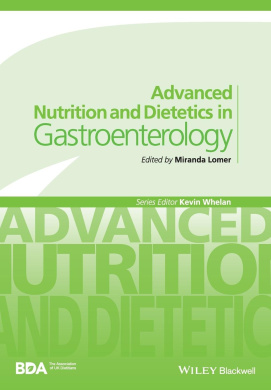 Advanced
Nutrition and Dietetics in
Gastroenterology
Edited by Miranda Lomer
Series Editor Kevin Whelan
ADVANCED
NUTRITION
AND DIETETIC
BDA
The Association
of UK Dietitians
WILEY Blackwell